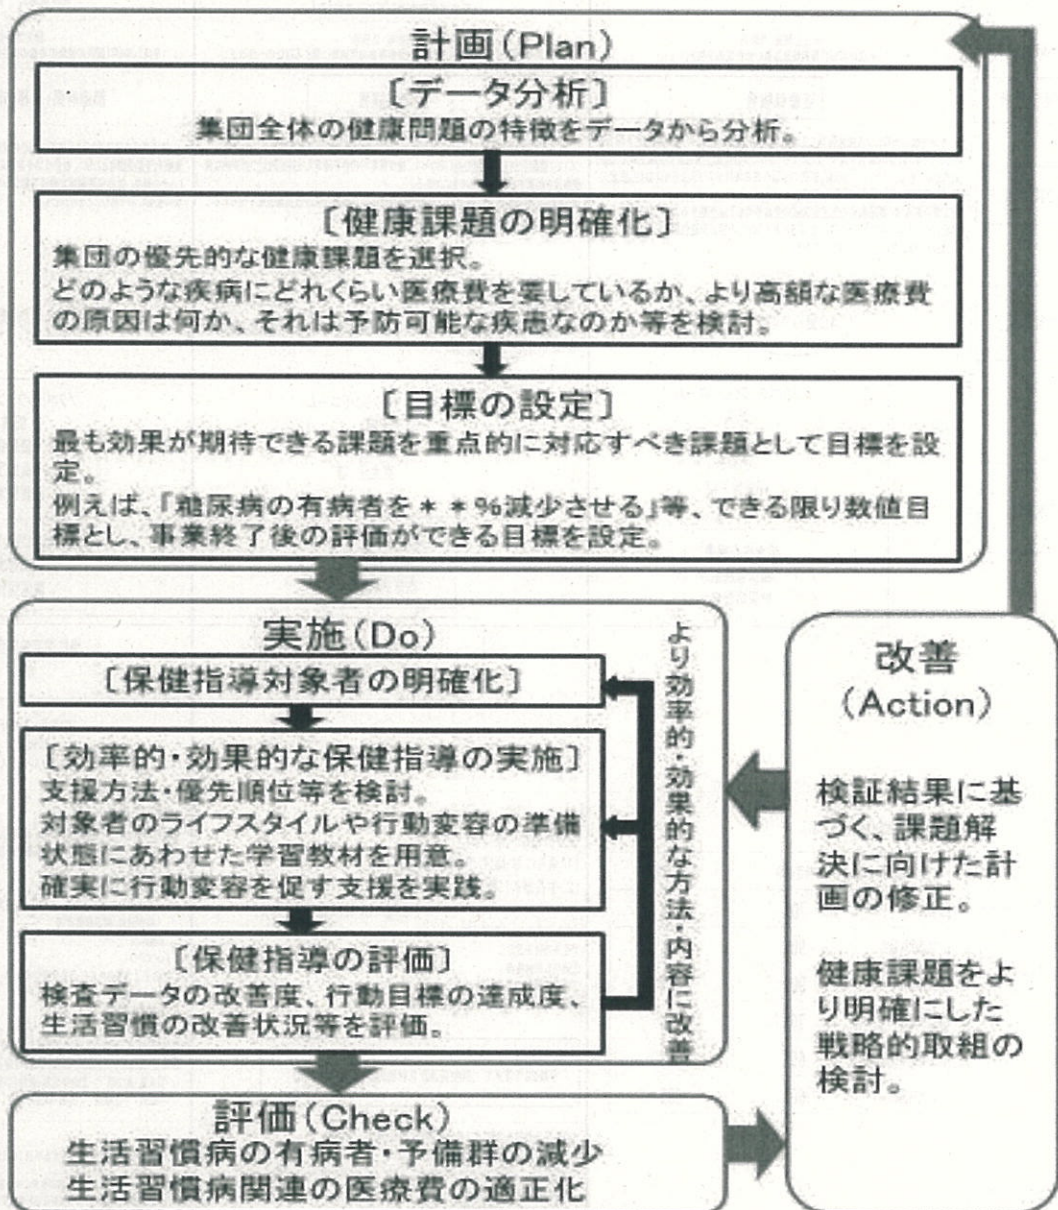 計画(Plan)
[データ分析]
集団全体の健康問題の特徴をデータから分析。
[健康課題の明確化]
集団の優先的な健康課題を選択。
どのような疾病にどれくらい医療費を要しているか、より高額な医療費
の原因は何か、それは予防可能な疾患なのか等を検討。
[目標の設定]
最も効果が期待できる課題を重点的に対応すべき課題として目標を設
定。
例えば、『糖尿病の有病者を**%減少させる』等、できる限り数値目
標とし、事業終了後の評価ができる目標を設定。
実施(Do)
[保健指導対象者の明確化]
[効率的・効果的な保健指導の実施]
支援方法・優先順位等を検討。
対象者のライフスタイルや行動変容の準備
状態にあわせた学習教材を用意。
確実に行動変容を促す支援を実践。
[保健指導の評価]
検査データの改善度、行動目標の達成度、
生活習慣の改善状況等を評価。
より効率的・効果的な方法・内容に改善
評価(Check)
生活習慣病の有病者・予備群の減少
生活習慣病関連の医療費の適正化
改善
(Action)
検証結果に基
づく、課題解
決に向けた計
画の修正。
健康課題をよ
り明確にした
戦略的取組の
検討。